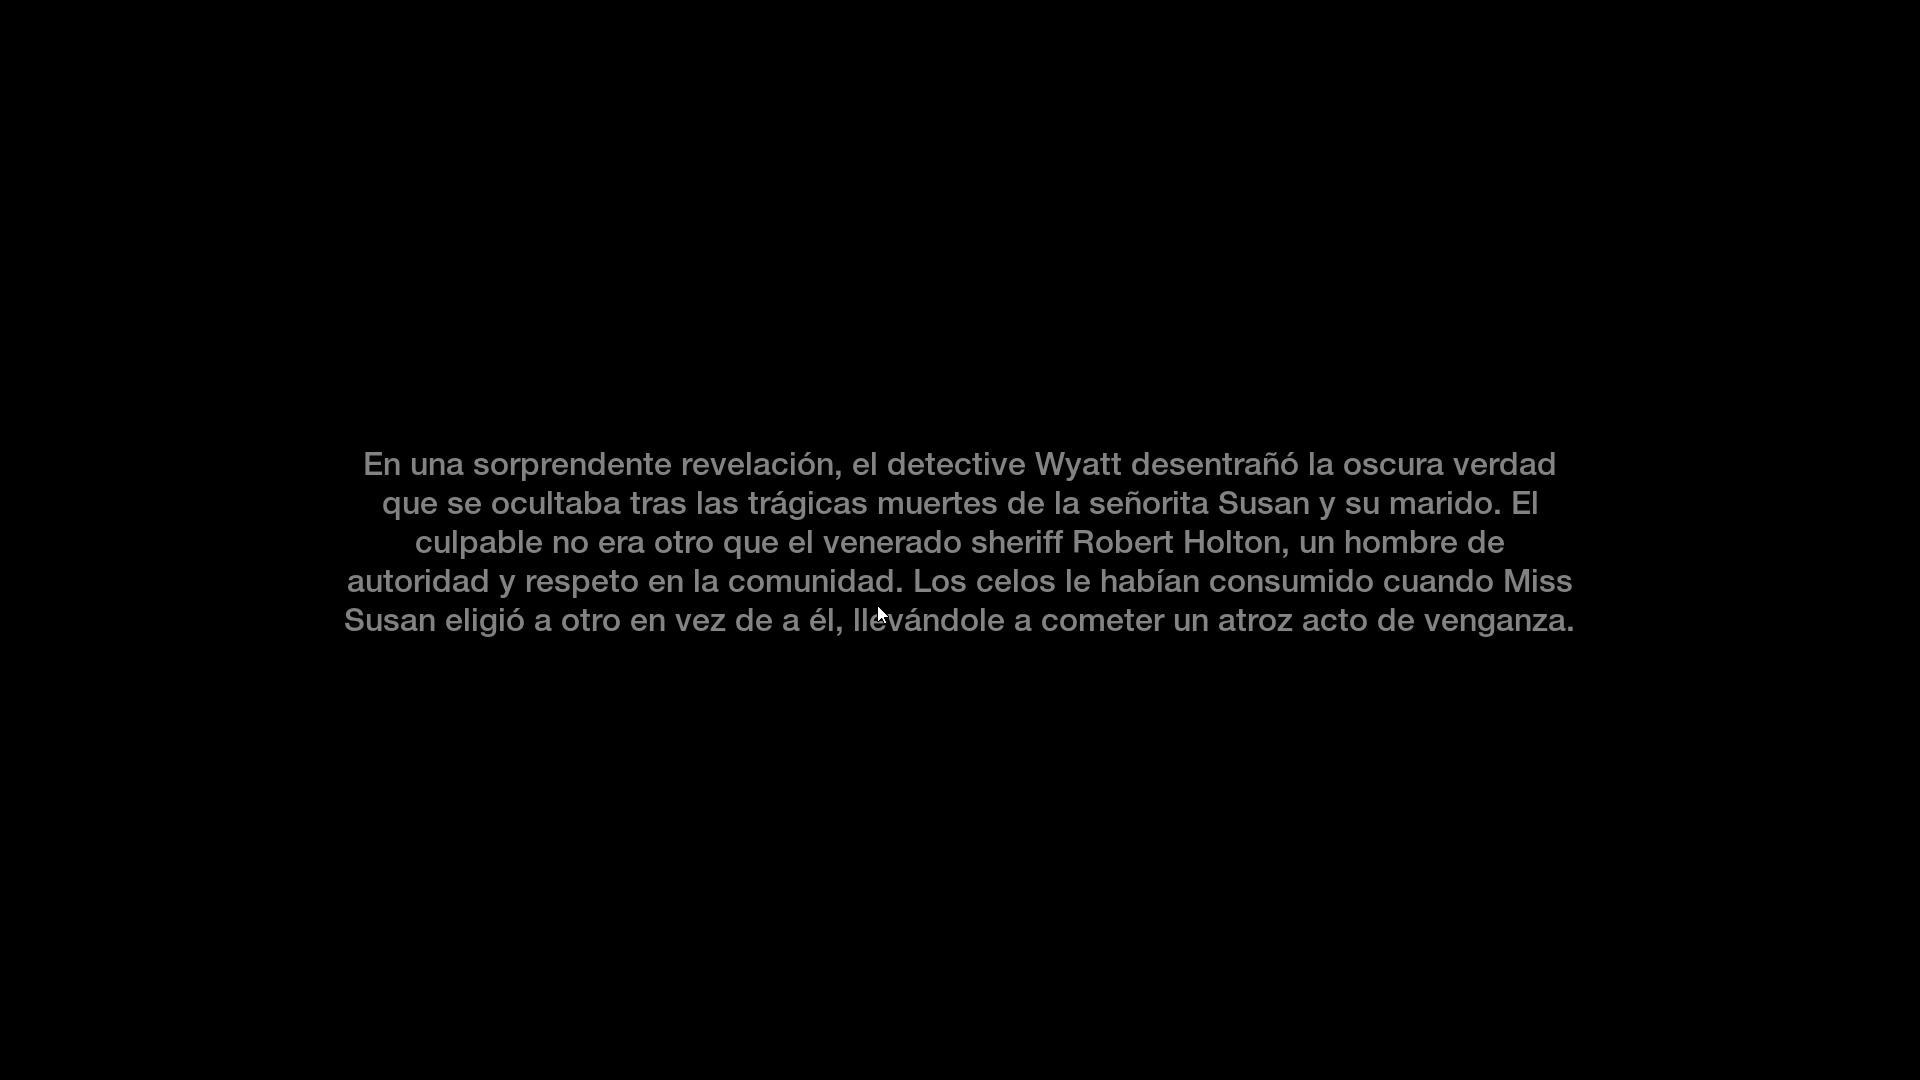 En una sorprendente revelación, el detective Wyatt desentrañó la oscura verdad
que se ocultaba tras las trágicas muertes de la señorita Susan y su marido. El
culpable no era otro que el venerado sheriff Robert Holton, un hombre de
autoridad y respeto en la comunidad. Los celos le habían consumido cuando Miss
Susan eligió a otro en vez de a él, llevándole a cometer un atroz acto de venganza.